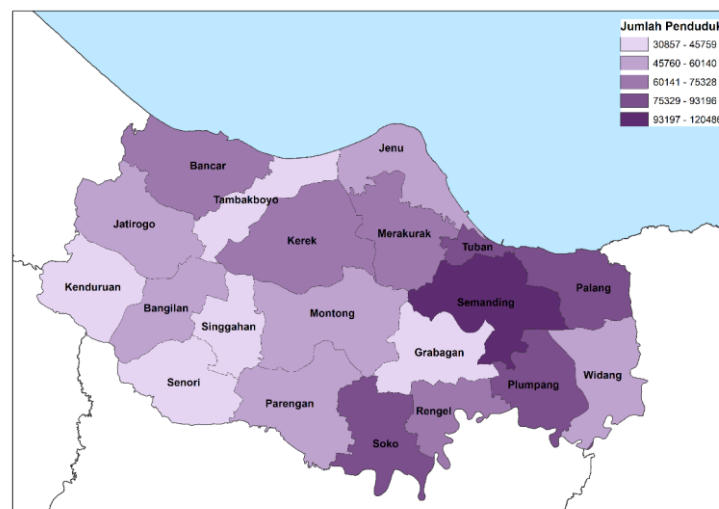 Jumlah Penduduk
30857 - 45759
45760 - 60140
60141 - 75328
75329 - 93196
93197 - 120486
Jenu
Bancar
Tambakboyo
Jatirogo
Kerek
Merakurak
Tuban
Kenduruan
Palang
Semanding
Bangilan
Singgahan
Montong
Grabagan
Widang
Senori
Plumpang
Parengan
Rengel
Soko